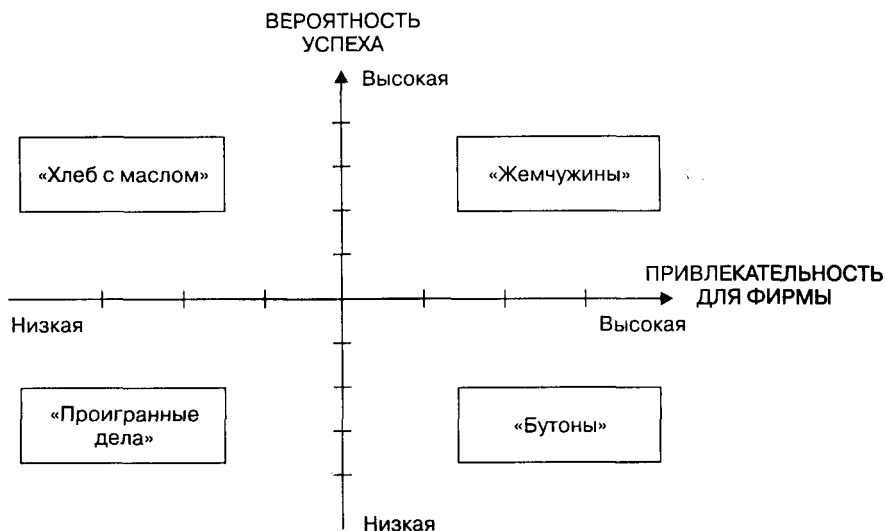 ВЕРОЯТНОСТЬ
УСПЕХА
Высокая
«Хлеб с маслом»
«Жемчужины»
ПРИВЛЕКАТЕЛЬНОСТЬ
ДЛЯ ФИРМЫ
Низкая
Высокая
«Проигранные
дела»
«Бутоны»
Низкая